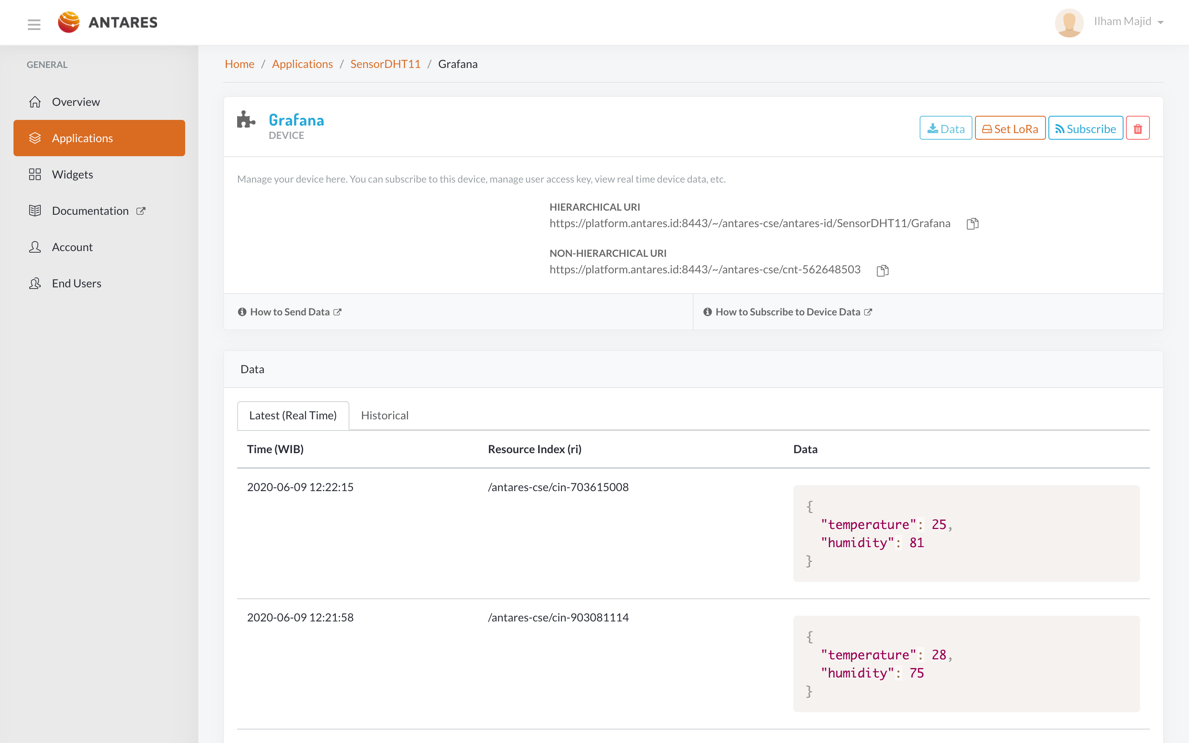 ANTARES
Ilham Majid
GENERAL
Overview
Applications
Widgets
Documentation
Account
End Users
Home / Applications / SensorDHT11 / Grafana
Grafana
DEVICE
Data Set LoRa Subscribe
Manage your device here. You can subscribe to this device, manage user access key, view real time device data, etc.
HIERARCHICAL URI
https://platform.antares.id:8443/~/antares-cse/antares-id/SensorDHT11/Grafana
NON-HIERARCHICAL URI
https://platform.antares.id:8443/~/antares-cse/cnt-562648503
How to Send Data
How to Subscribe to Device Data
Data
Latest (Real Time) Historical
Time (WIB) Resource Index (ri) Data
2020-06-09 12:22:15 /antares-cse/cin-703615008
{
"temperature": 25,
"humidity": 81
}
2020-06-09 12:21:58 /antares-cse/cin-903081114
{
"temperature": 28,
"humidity": 75
}